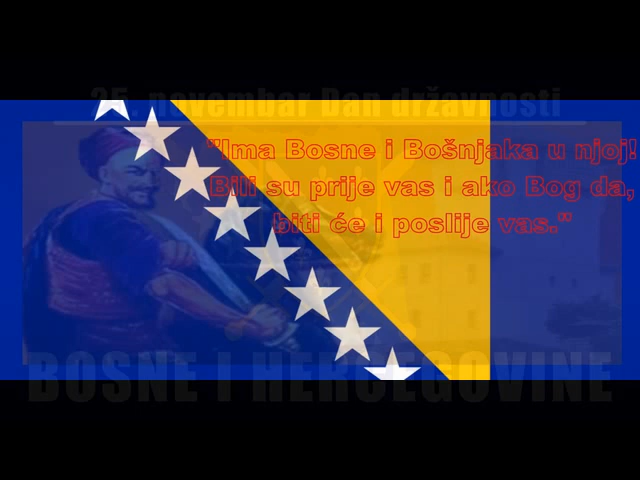 25. novembar Dan državnosti
"Ima Bosne i Bošnjaka u njoj!
Bili su prije vas i ako Bog da,
biti će i poslije vas."
BOSNE I HERCEGOVINE